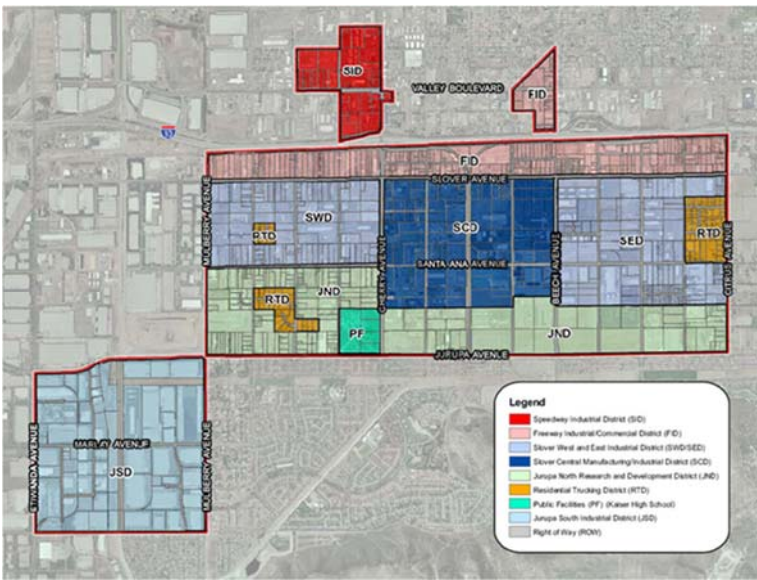 SID
VALLEY BOULEVARD
FID
10
FID
SLOVER AVENUE
MULBERRY AVENUE
SWD
RTD
CHERRY AVENUE
SCD
SANTA ANA AVENUE
BEECH AVENUE
SED
RTD
CITRUS AVENUE
RTD
JND
PF
JND
JURUPA AVENUE
ETIWANDA AVENUE
MARLAY AVENUE
JSD
MULBERRY AVENUE
Legend
Speedway Industrial District (SID)
Freeway Industrial/Commercial District (FID)
Slover West and East Industrial District (SWD/SED)
Slover Central Manufacturing/Industrial District (SCD)
Jurupa North Research and Development District (JND)
Residential Trucking District (RTD)
Public Facilities (PF) (Kaiser High School)
Jurupa South Industrial District (JSD)
Right of Way (ROW)